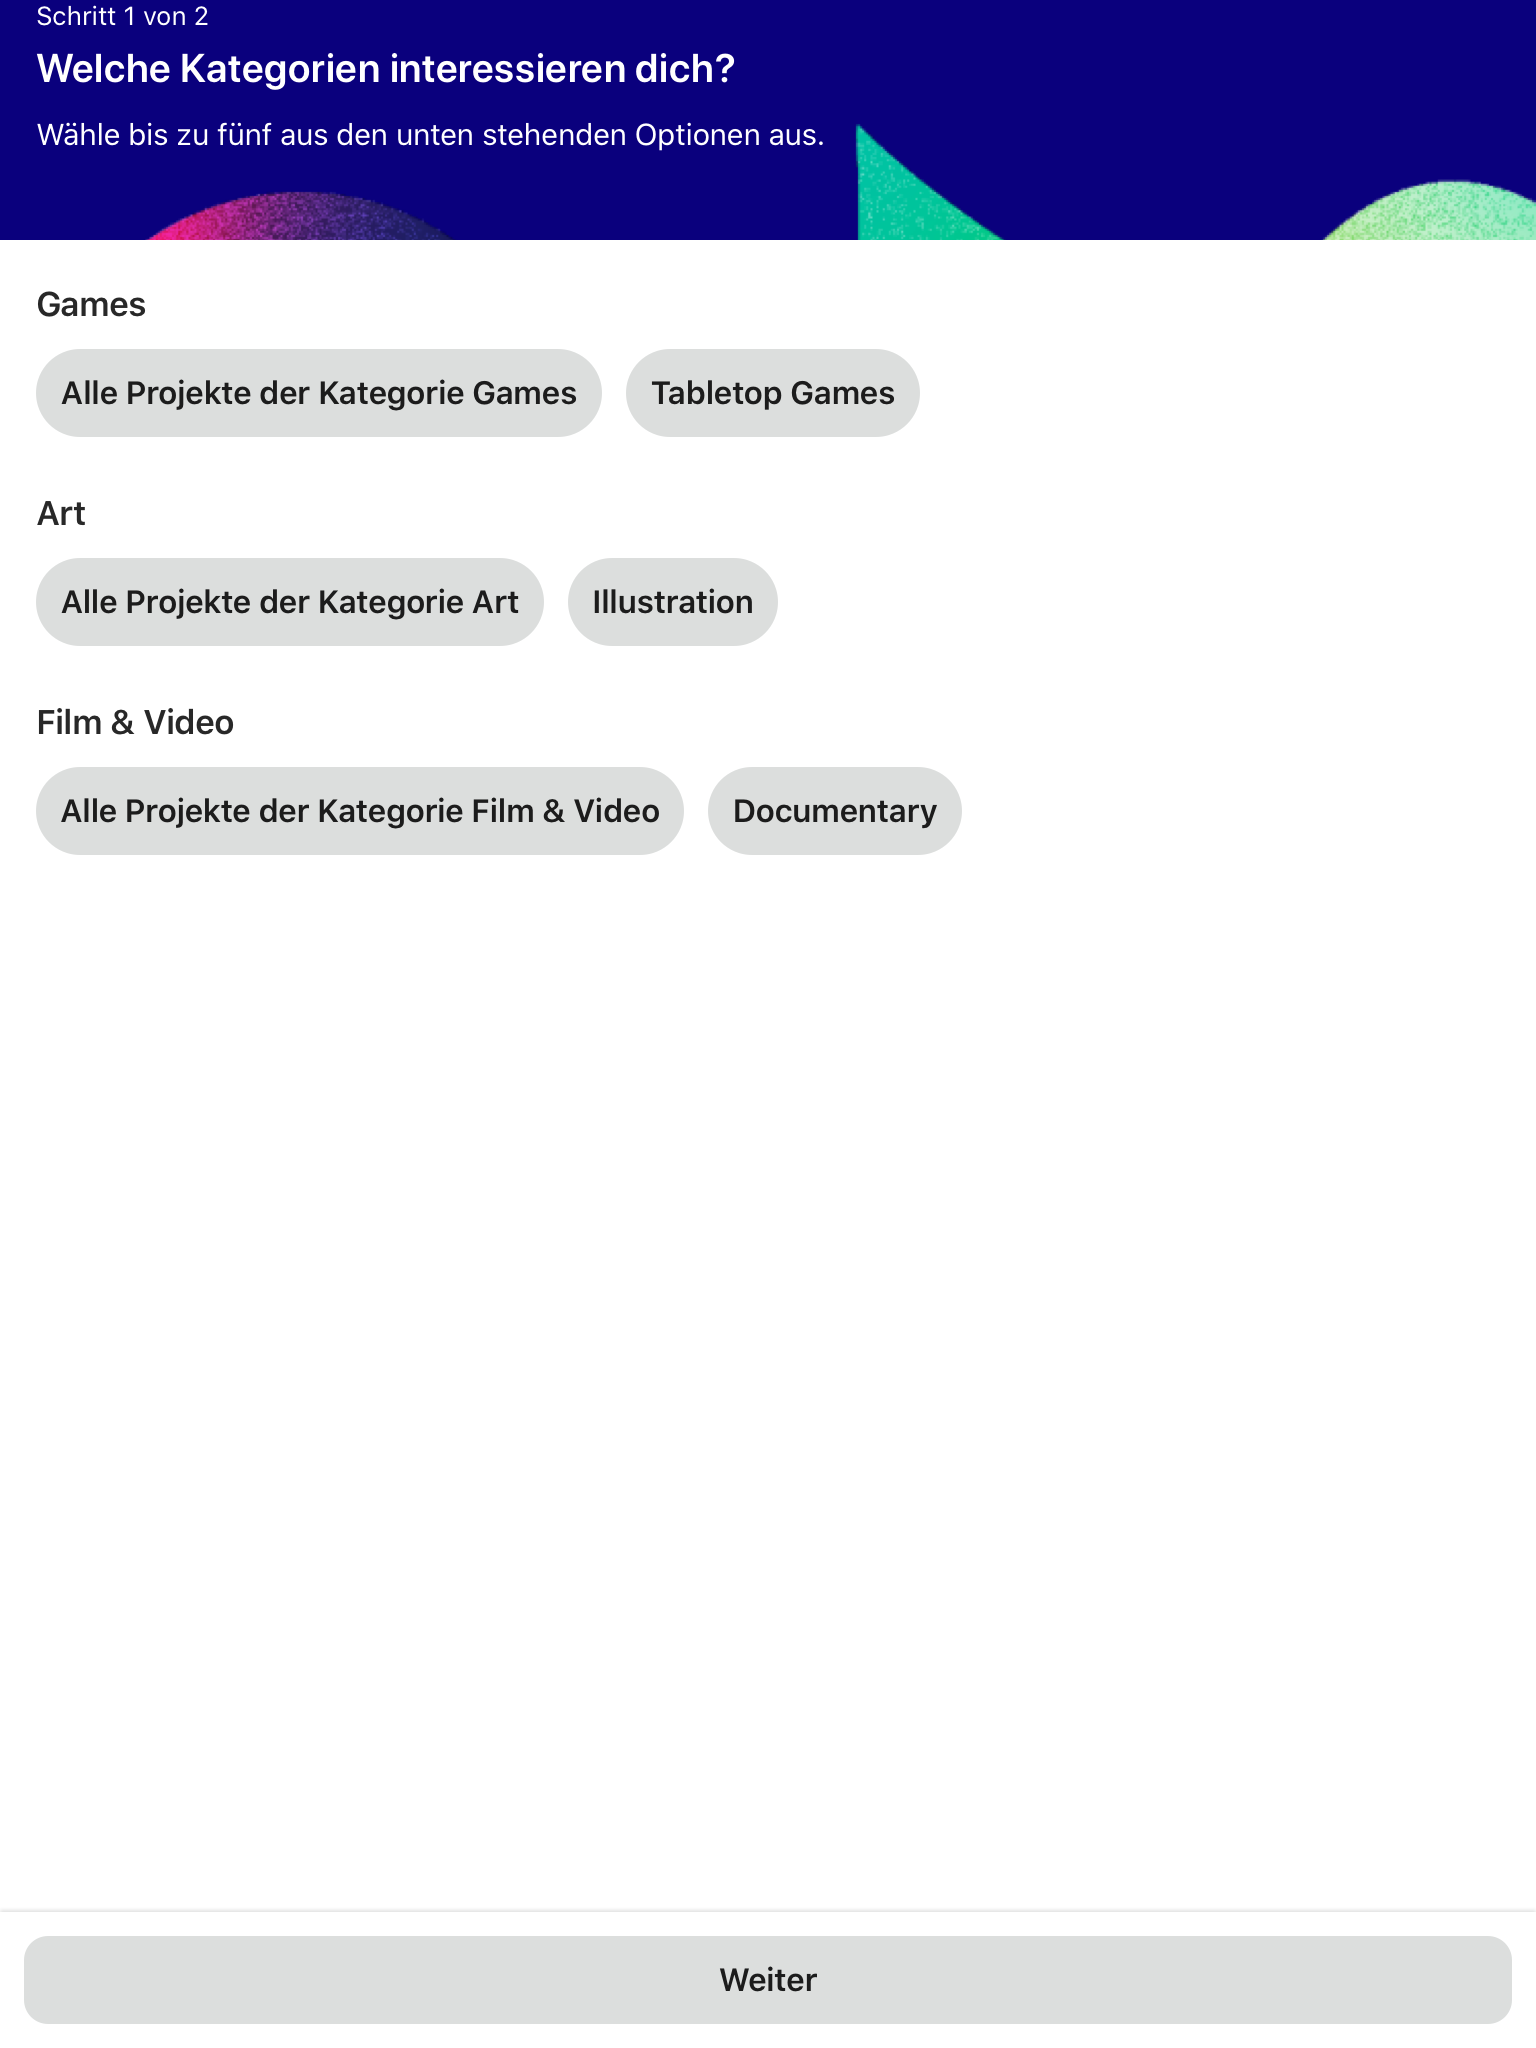 Schritt 1 von 2
Welche Kategorien interessieren dich?
Wähle bis zu fünf aus den unten stehenden Optionen aus.
Games
Alle Projekte der Kategorie Games
Tabletop Games
Art
Alle Projekte der Kategorie Art
Illustration
Film & Video
Alle Projekte der Kategorie Film & Video
Documentary
Weiter